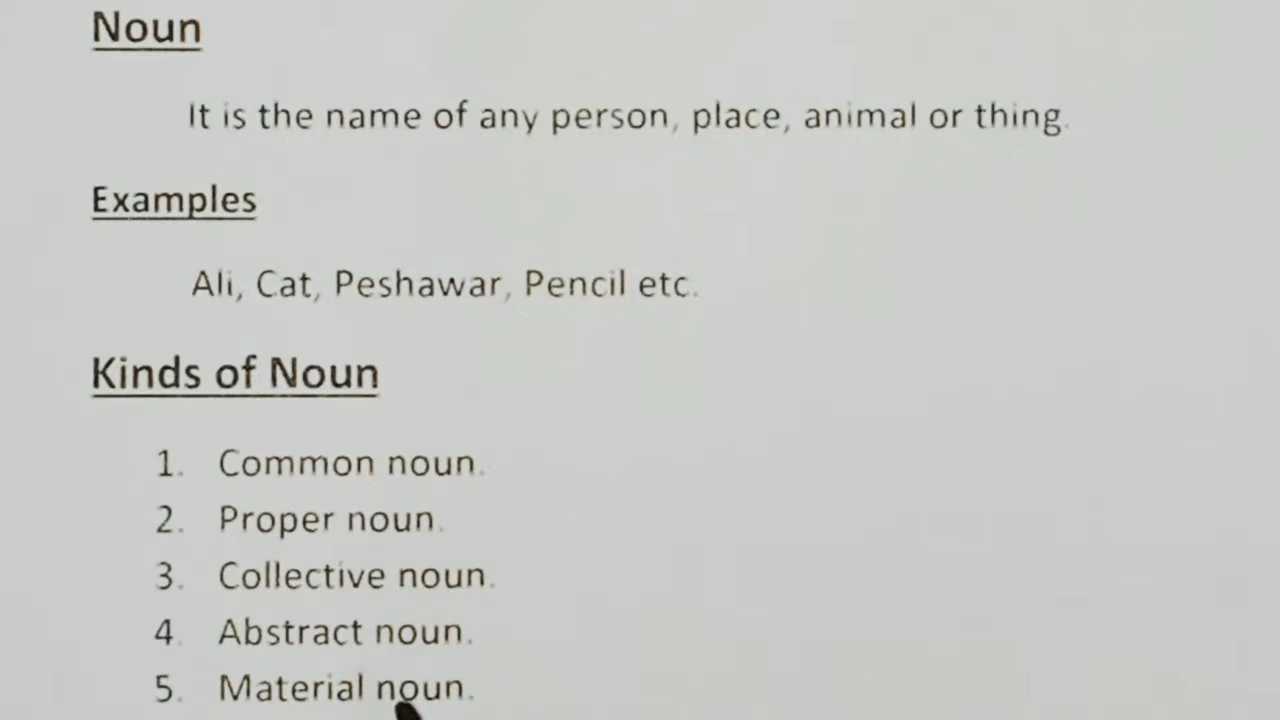 Noun
It is the name of any person, place, animal or thing.
Examples
Ali, Cat, Peshawar, Pencil etc.
Kinds of Noun
1. Common noun.
2. Proper noun.
3. Collective noun.
4. Abstract noun.
5. Material noun.